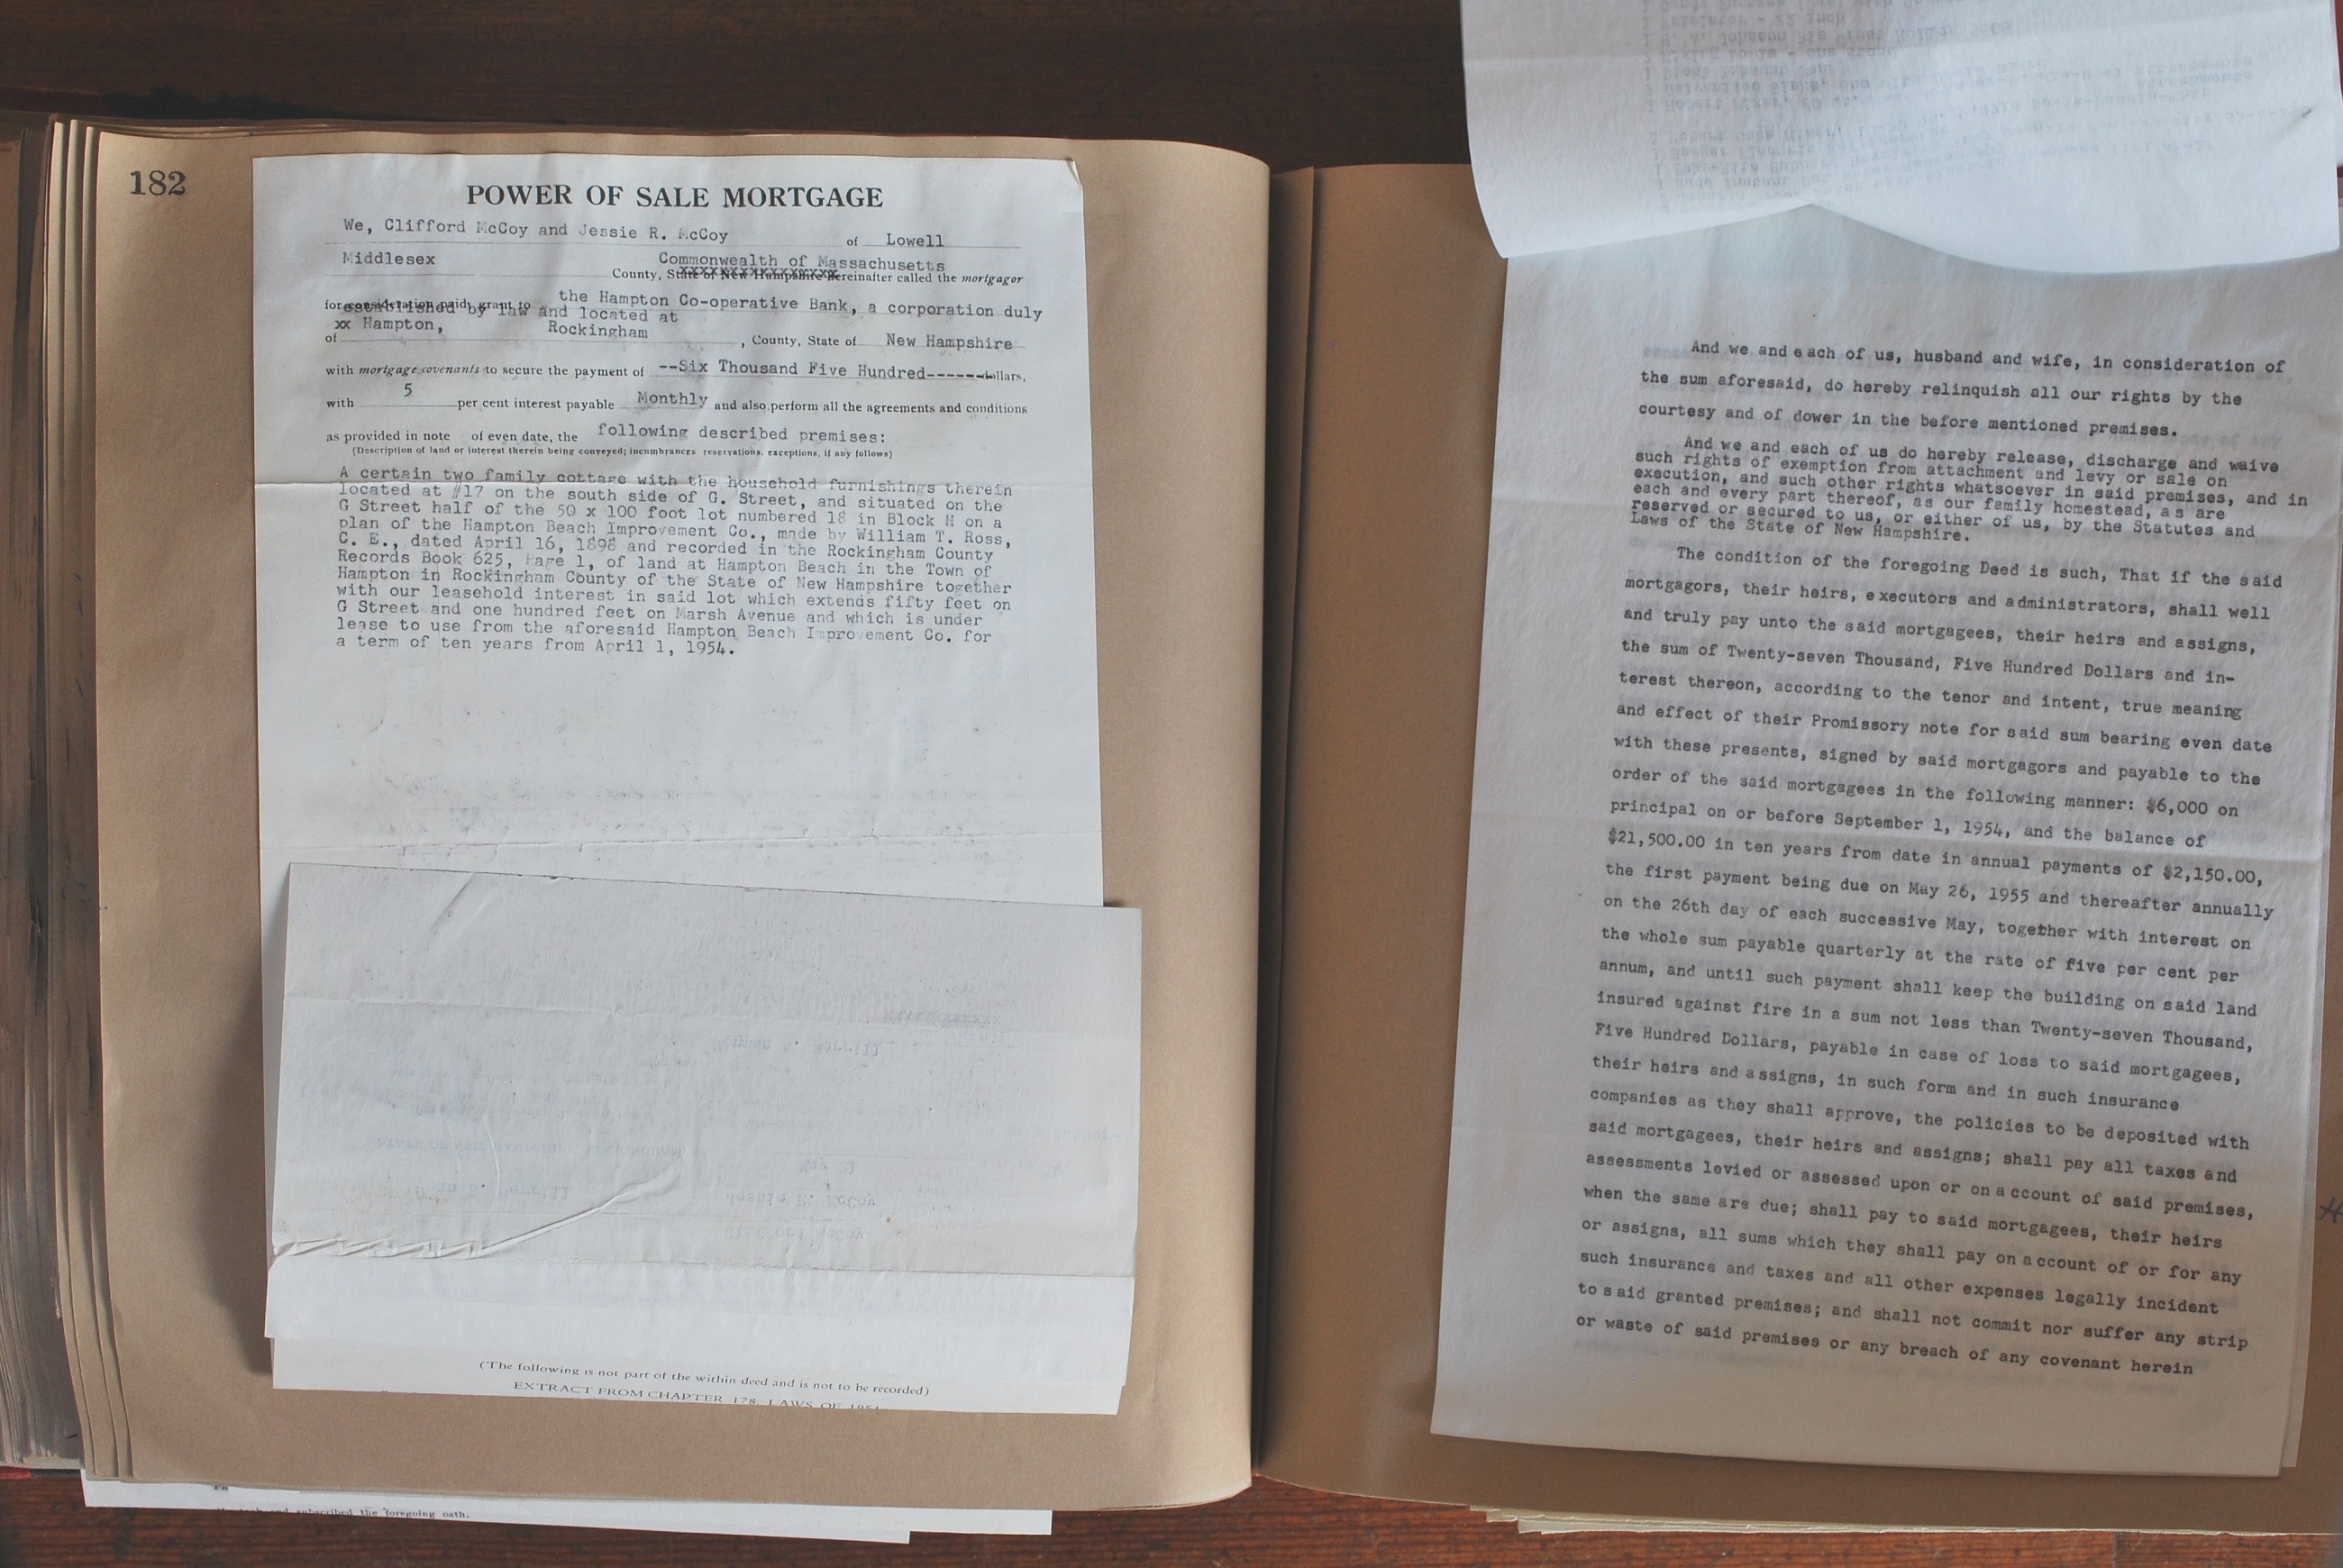 182
POWER OF SALE MORTGAGE
We, Clifford McCoy and Jessie R. McCoy of Lowell
Middlesex Commonwealth of Massachusetts
County, State of New Hampshire hereinafter called the mortgagor
for consideration paid, grant to the Hampton Co-operative Bank, a corporation duly
established by law and located at
xx Hampton, Rockingham
of , County, State of New Hampshire
with mortgage covenants to secure the payment of --Six Thousand Five Hundred------dollars,
with 5 per cent interest payable Monthly and also perform all the agreements and conditions
as provided in note of even date, the following described premises:
(Description of land or interest therein being conveyed; incumbrances reservations, exceptions, if any follows)
A certain two family cottage with the household furnishings therein
located at #17 on the south side of G. Street, and situated on the
G Street half of the 50 x 100 foot lot numbered 18 in Block H on a
plan of the Hampton Beach Improvement Co., made by William T. Ross,
C. E., dated April 16, 1898 and recorded in the Rockingham County
Records Book 625, Page 1, of land at Hampton Beach in the Town of
Hampton in Rockingham County of the State of New Hampshire together
with our leasehold interest in said lot which extends fifty feet on
G Street and one hundred feet on Marsh Avenue and which is under
lease to use from the aforesaid Hampton Beach Improvement Co. for
a term of ten years from April 1, 1954.
(The following is not part of the within deed and is not to be recorded)
EXTRACT FROM CHAPTER 178, LAWS OF 1951
and subscribed the foregoing oath.
And we and each of us, husband and wife, in consideration of
the sum aforesaid, do hereby relinquish all our rights by the
courtesy and of dower in the before mentioned premises.
And we and each of us do hereby release, discharge and waive
such rights of exemption from attachment and levy or sale on
execution, and such other rights whatsoever in said premises, and in
each and every part thereof, as our family homestead, as are
reserved or secured to us, or either of us, by the Statutes and
Laws of the State of New Hampshire.
The condition of the foregoing Deed is such, That if the said
mortgagors, their heirs, executors and administrators, shall well
and truly pay unto the said mortgagees, their heirs and assigns,
the sum of Twenty-seven Thousand, Five Hundred Dollars and in-
terest thereon, according to the tenor and intent, true meaning
and effect of their Promissory note for said sum bearing even date
with these presents, signed by said mortgagors and payable to the
order of the said mortgagees in the following manner: $6,000 on
principal on or before September 1, 1954, and the balance of
$21,500.00 in ten years from date in annual payments of $2,150.00,
the first payment being due on May 26, 1955 and thereafter annually
on the 26th day of each successive May, together with interest on
the whole sum payable quarterly at the rate of five per cent per
annum, and until such payment shall keep the building on said land
insured against fire in a sum not less than Twenty-seven Thousand,
Five Hundred Dollars, payable in case of loss to said mortgagees,
their heirs and assigns, in such form and in such insurance
companies as they shall approve, the policies to be deposited with
said mortgagees, their heirs and assigns; shall pay all taxes and
assessments levied or assessed upon or on account of said premises,
when the same are due; shall pay to said mortgagees, their heirs
or assigns, all sums which they shall pay on account of or for any
such insurance and taxes and all other expenses legally incident
to said granted premises; and shall not commit nor suffer any strip
or waste of said premises or any breach of any covenant herein